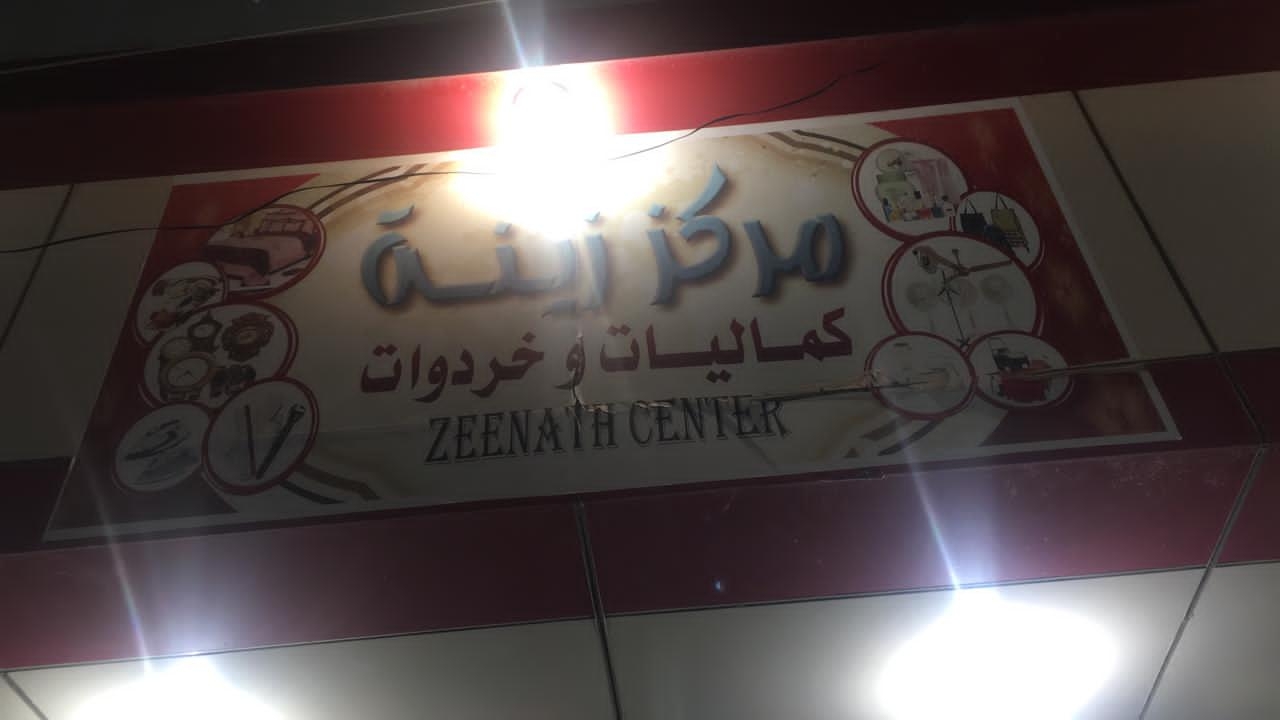 مركز زينة
كماليات و خردوات
ZEENATH CENTER